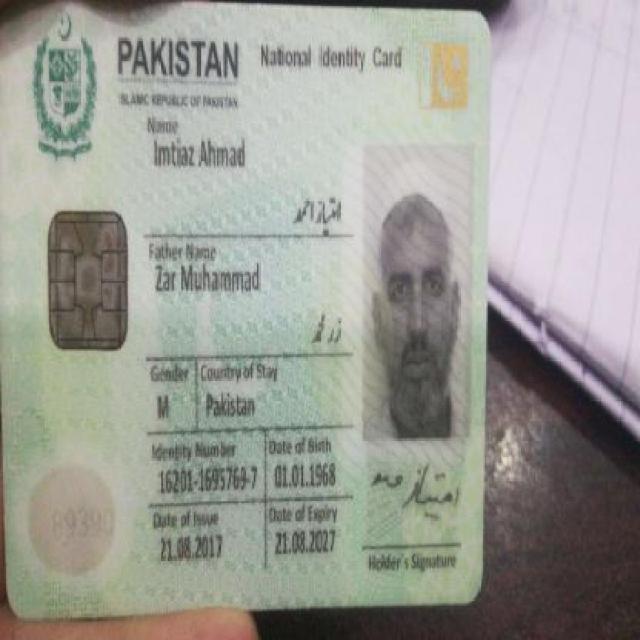 PAKISTAN National Identity Card
ISLAMIC REPUBLIC OF PAKISTAN
Name
Imtiaz Ahmad
امتیاز احمد
Father Name
Zar Muhammad
زر محمد
Gender Country of Stay
M Pakistan
Identity Number Date of Birth
16201-1695769-7 01.01.1968
Date of Issue Date of Expiry
21.08.2017 21.08.2027
Holder's Signature